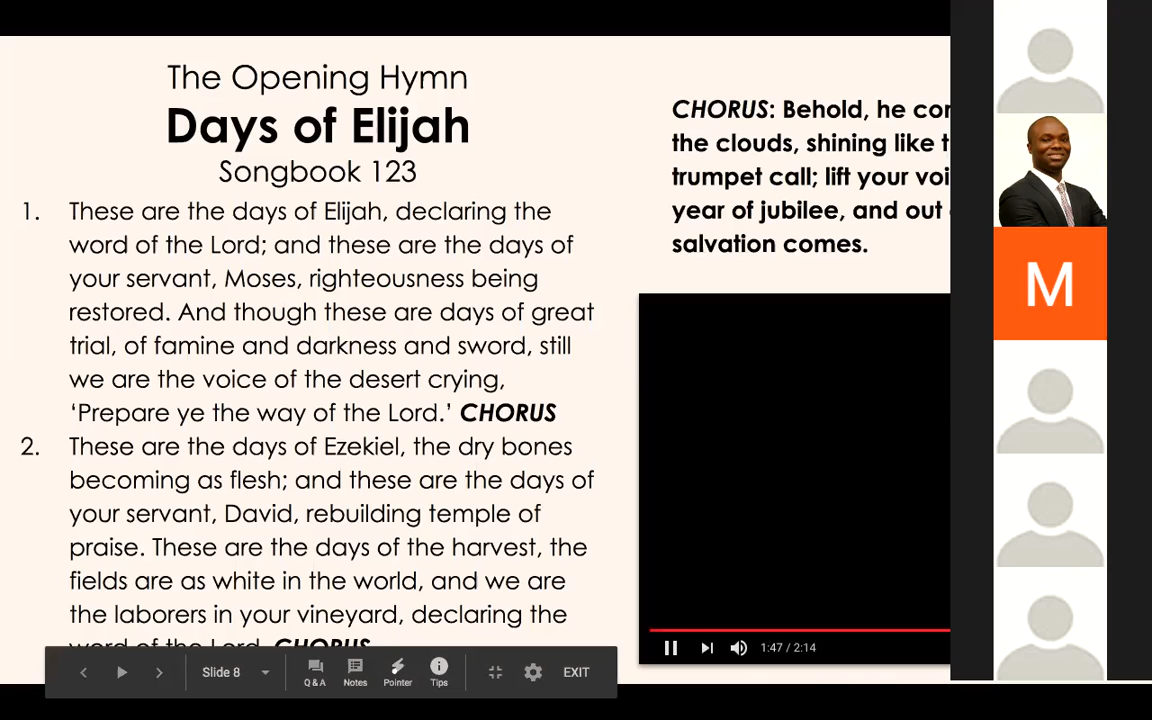 The Opening Hymn
Days of Elijah
Songbook 123
1. These are the days of Elijah, declaring the
word of the Lord; and these are the days of
your servant, Moses, righteousness being
restored. And though these are days of great
trial, of famine and darkness and sword, still
we are the voice of the desert crying,
‘Prepare ye the way of the Lord.’ CHORUS
2. These are the days of Ezekiel, the dry bones
becoming as flesh; and these are the days of
your servant, David, rebuilding temple of
praise. These are the days of the harvest, the
fields are as white in the world, and we are
the laborers in your vineyard, declaring the
word of the Lord. CHORUS
CHORUS: Behold, he
the clouds, shining like
trumpet call; lift your
year of jubilee, and out
salvation comes.
M
1:47 / 2:14
Slide 8
Q & A
Notes
Pointer
Tips
EXIT